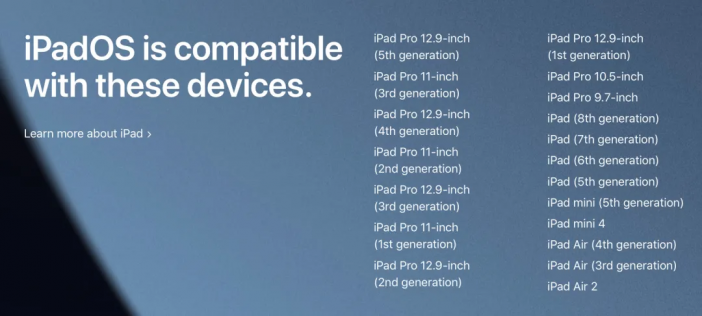 iPadOS is compatible
with these devices.
Learn more about iPad >
iPad Pro 12.9-inch
(5th generation)
iPad Pro 11-inch
(3rd generation)
iPad Pro 12.9-inch
(4th generation)
iPad Pro 11-inch
(2nd generation)
iPad Pro 12.9-inch
(3rd generation)
iPad Pro 11-inch
(1st generation)
iPad Pro 12.9-inch
(2nd generation)
iPad Pro 12.9-inch
(1st generation)
iPad Pro 10.5-inch
iPad Pro 9.7-inch
iPad (8th generation)
iPad (7th generation)
iPad (6th generation)
iPad (5th generation)
iPad mini (5th generation)
iPad mini 4
iPad Air (4th generation)
iPad Air (3rd generation)
iPad Air 2